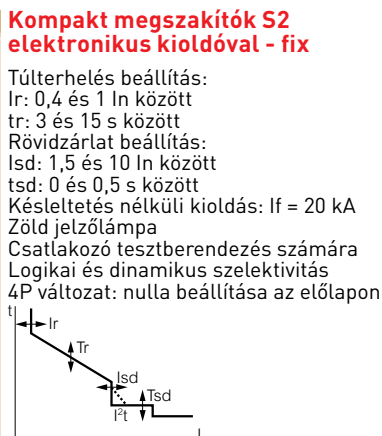 Kompakt megszakítók S2
elektronikus kioldóval - fix
Túlterhelés beállítás:
Ir: 0,4 és 1 In között
tr: 3 és 15 s között
Rövidzárlat beállítás:
Isd: 1,5 és 10 In között
tsd: 0 és 0,5 s között
Késleltetés nélküli kioldás: If = 20 kA
Zöld jelzőlámpa
Csatlakozó tesztberendezés számára
Logikai és dinamikus szelektivitás
4P változat: nulla beállítása az előlapon
t
Ir
Tr
Isd
Tsd
I²t
I